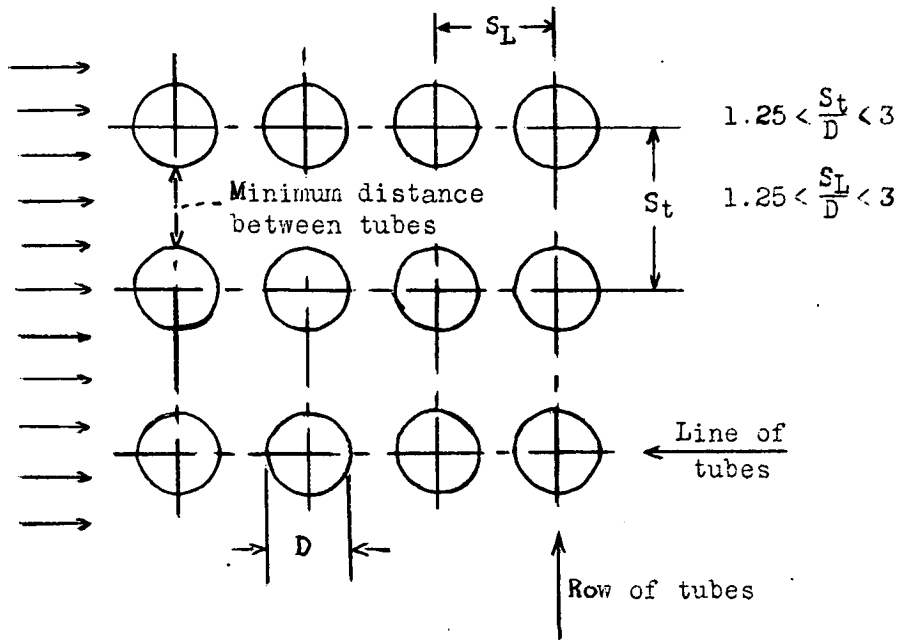 S_L
1.25 < S_t/D < 3
Minimum distance
between tubes
S_t
1.25 < S_L/D < 3
Line of
tubes
D
Row of tubes